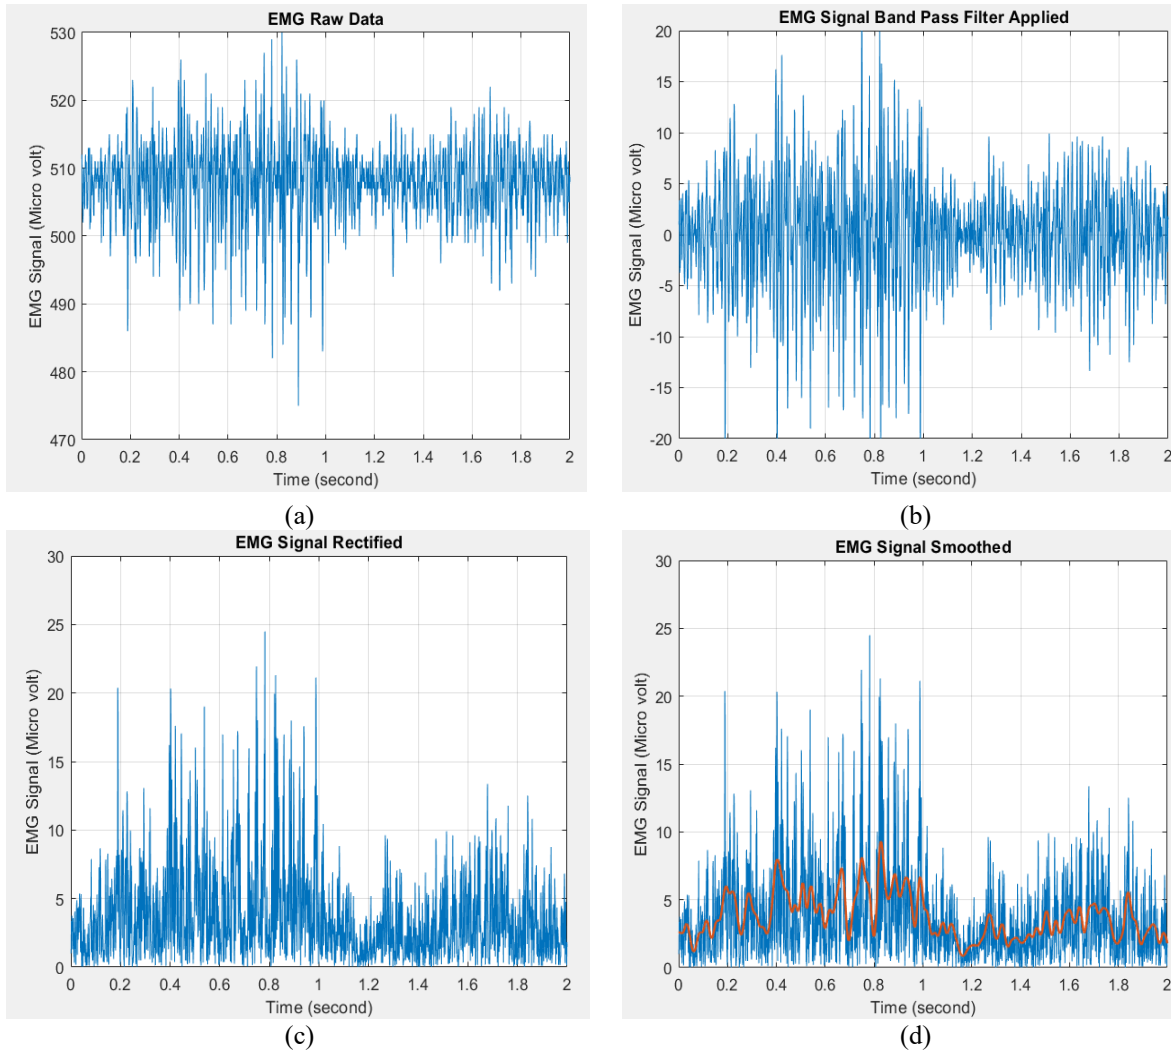 EMG Raw Data
EMG Signal (Micro volt)
530
520
510
500
490
480
470
0 0.2 0.4 0.6 0.8 1 1.2 1.4 1.6 1.8 2
Time (second)
(a)
EMG Signal Band Pass Filter Applied
EMG Signal (Micro volt)
20
15
10
5
0
-5
-10
-15
-20
0 0.2 0.4 0.6 0.8 1 1.2 1.4 1.6 1.8 2
Time (second)
(b)
EMG Signal Rectified
EMG Signal (Micro volt)
30
25
20
15
10
5
0
0 0.2 0.4 0.6 0.8 1 1.2 1.4 1.6 1.8 2
Time (second)
(c)
EMG Signal Smoothed
EMG Signal (Micro volt)
30
25
20
15
10
5
0
0 0.2 0.4 0.6 0.8 1 1.2 1.4 1.6 1.8 2
Time (second)
(d)